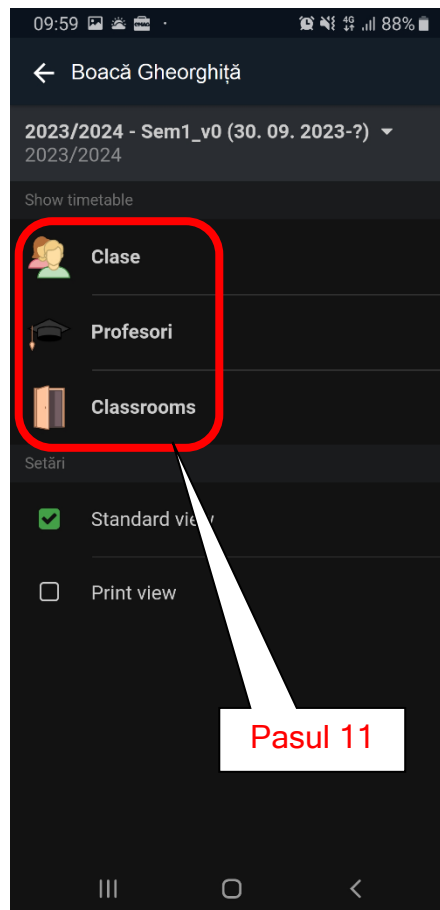 09:59 4G 88%
Boacă Gheorghiță
2023/2024 - Sem1_v0 (30. 09. 2023-?)
2023/2024
Show timetable
Clase
Profesori
Classrooms
Setări
Standard view
Print view
Pasul 11